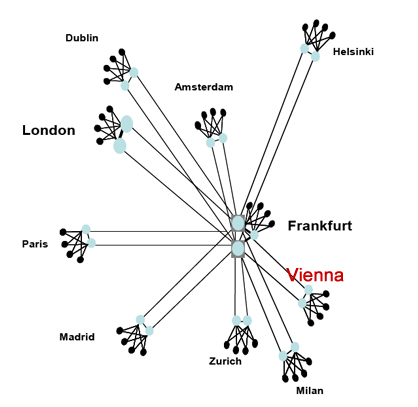 Dublin
Helsinki
Amsterdam
London
Frankfurt
Paris
Vienna
Madrid
Zurich
Milan